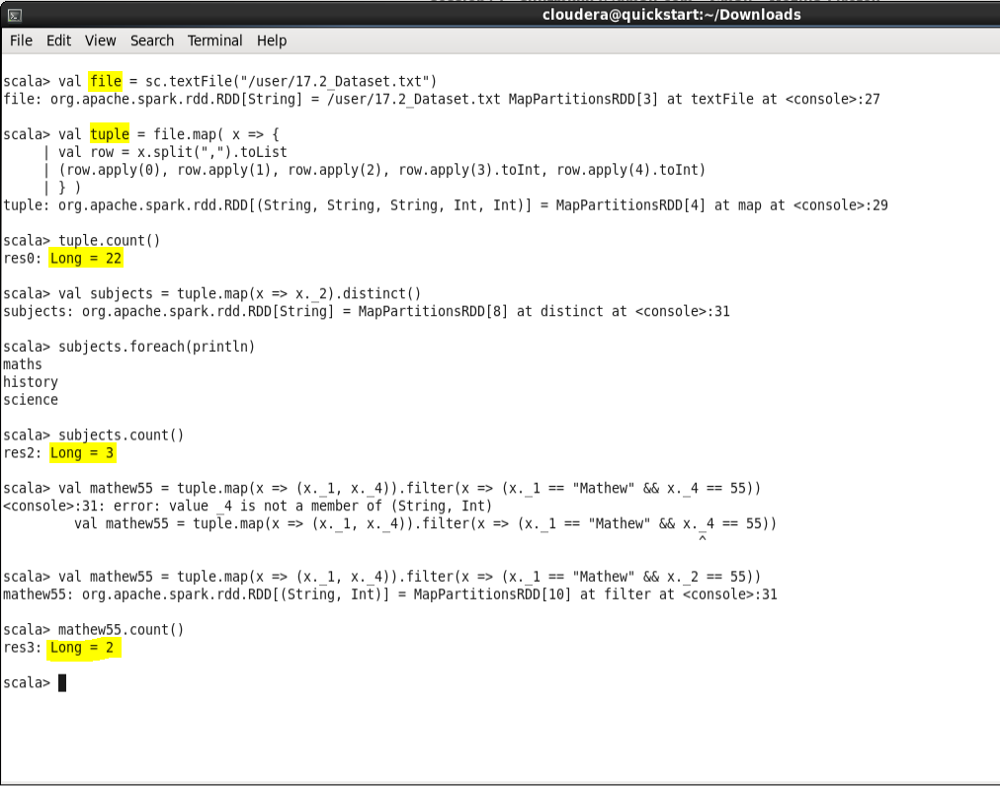 cloudera@quickstart:~/Downloads
File Edit View Search Terminal Help
scala> val file = sc.textFile("/user/17.2_Dataset.txt")
file: org.apache.spark.rdd.RDD[String] = /user/17.2_Dataset.txt MapPartitionsRDD[3] at textFile at <console>:27
scala> val tuple = file.map( x => {
| val row = x.split(",").toList
| (row.apply(0), row.apply(1), row.apply(2), row.apply(3).toInt, row.apply(4).toInt)
| } )
tuple: org.apache.spark.rdd.RDD[(String, String, String, Int, Int)] = MapPartitionsRDD[4] at map at <console>:29
scala> tuple.count()
res0: Long = 22
scala> val subjects = tuple.map(x => x._2).distinct()
subjects: org.apache.spark.rdd.RDD[String] = MapPartitionsRDD[8] at distinct at <console>:31
scala> subjects.foreach(println)
maths
history
science
scala> subjects.count()
res2: Long = 3
scala> val mathew55 = tuple.map(x => (x._1, x._4)).filter(x => (x._1 == "Mathew" && x._4 == 55))
<console>:31: error: value _4 is not a member of (String, Int)
val mathew55 = tuple.map(x => (x._1, x._4)).filter(x => (x._1 == "Mathew" && x._4 == 55))
^
scala> val mathew55 = tuple.map(x => (x._1, x._4)).filter(x => (x._1 == "Mathew" && x._2 == 55))
mathew55: org.apache.spark.rdd.RDD[(String, Int)] = MapPartitionsRDD[10] at filter at <console>:31
scala> mathew55.count()
res3: Long = 2
scala>